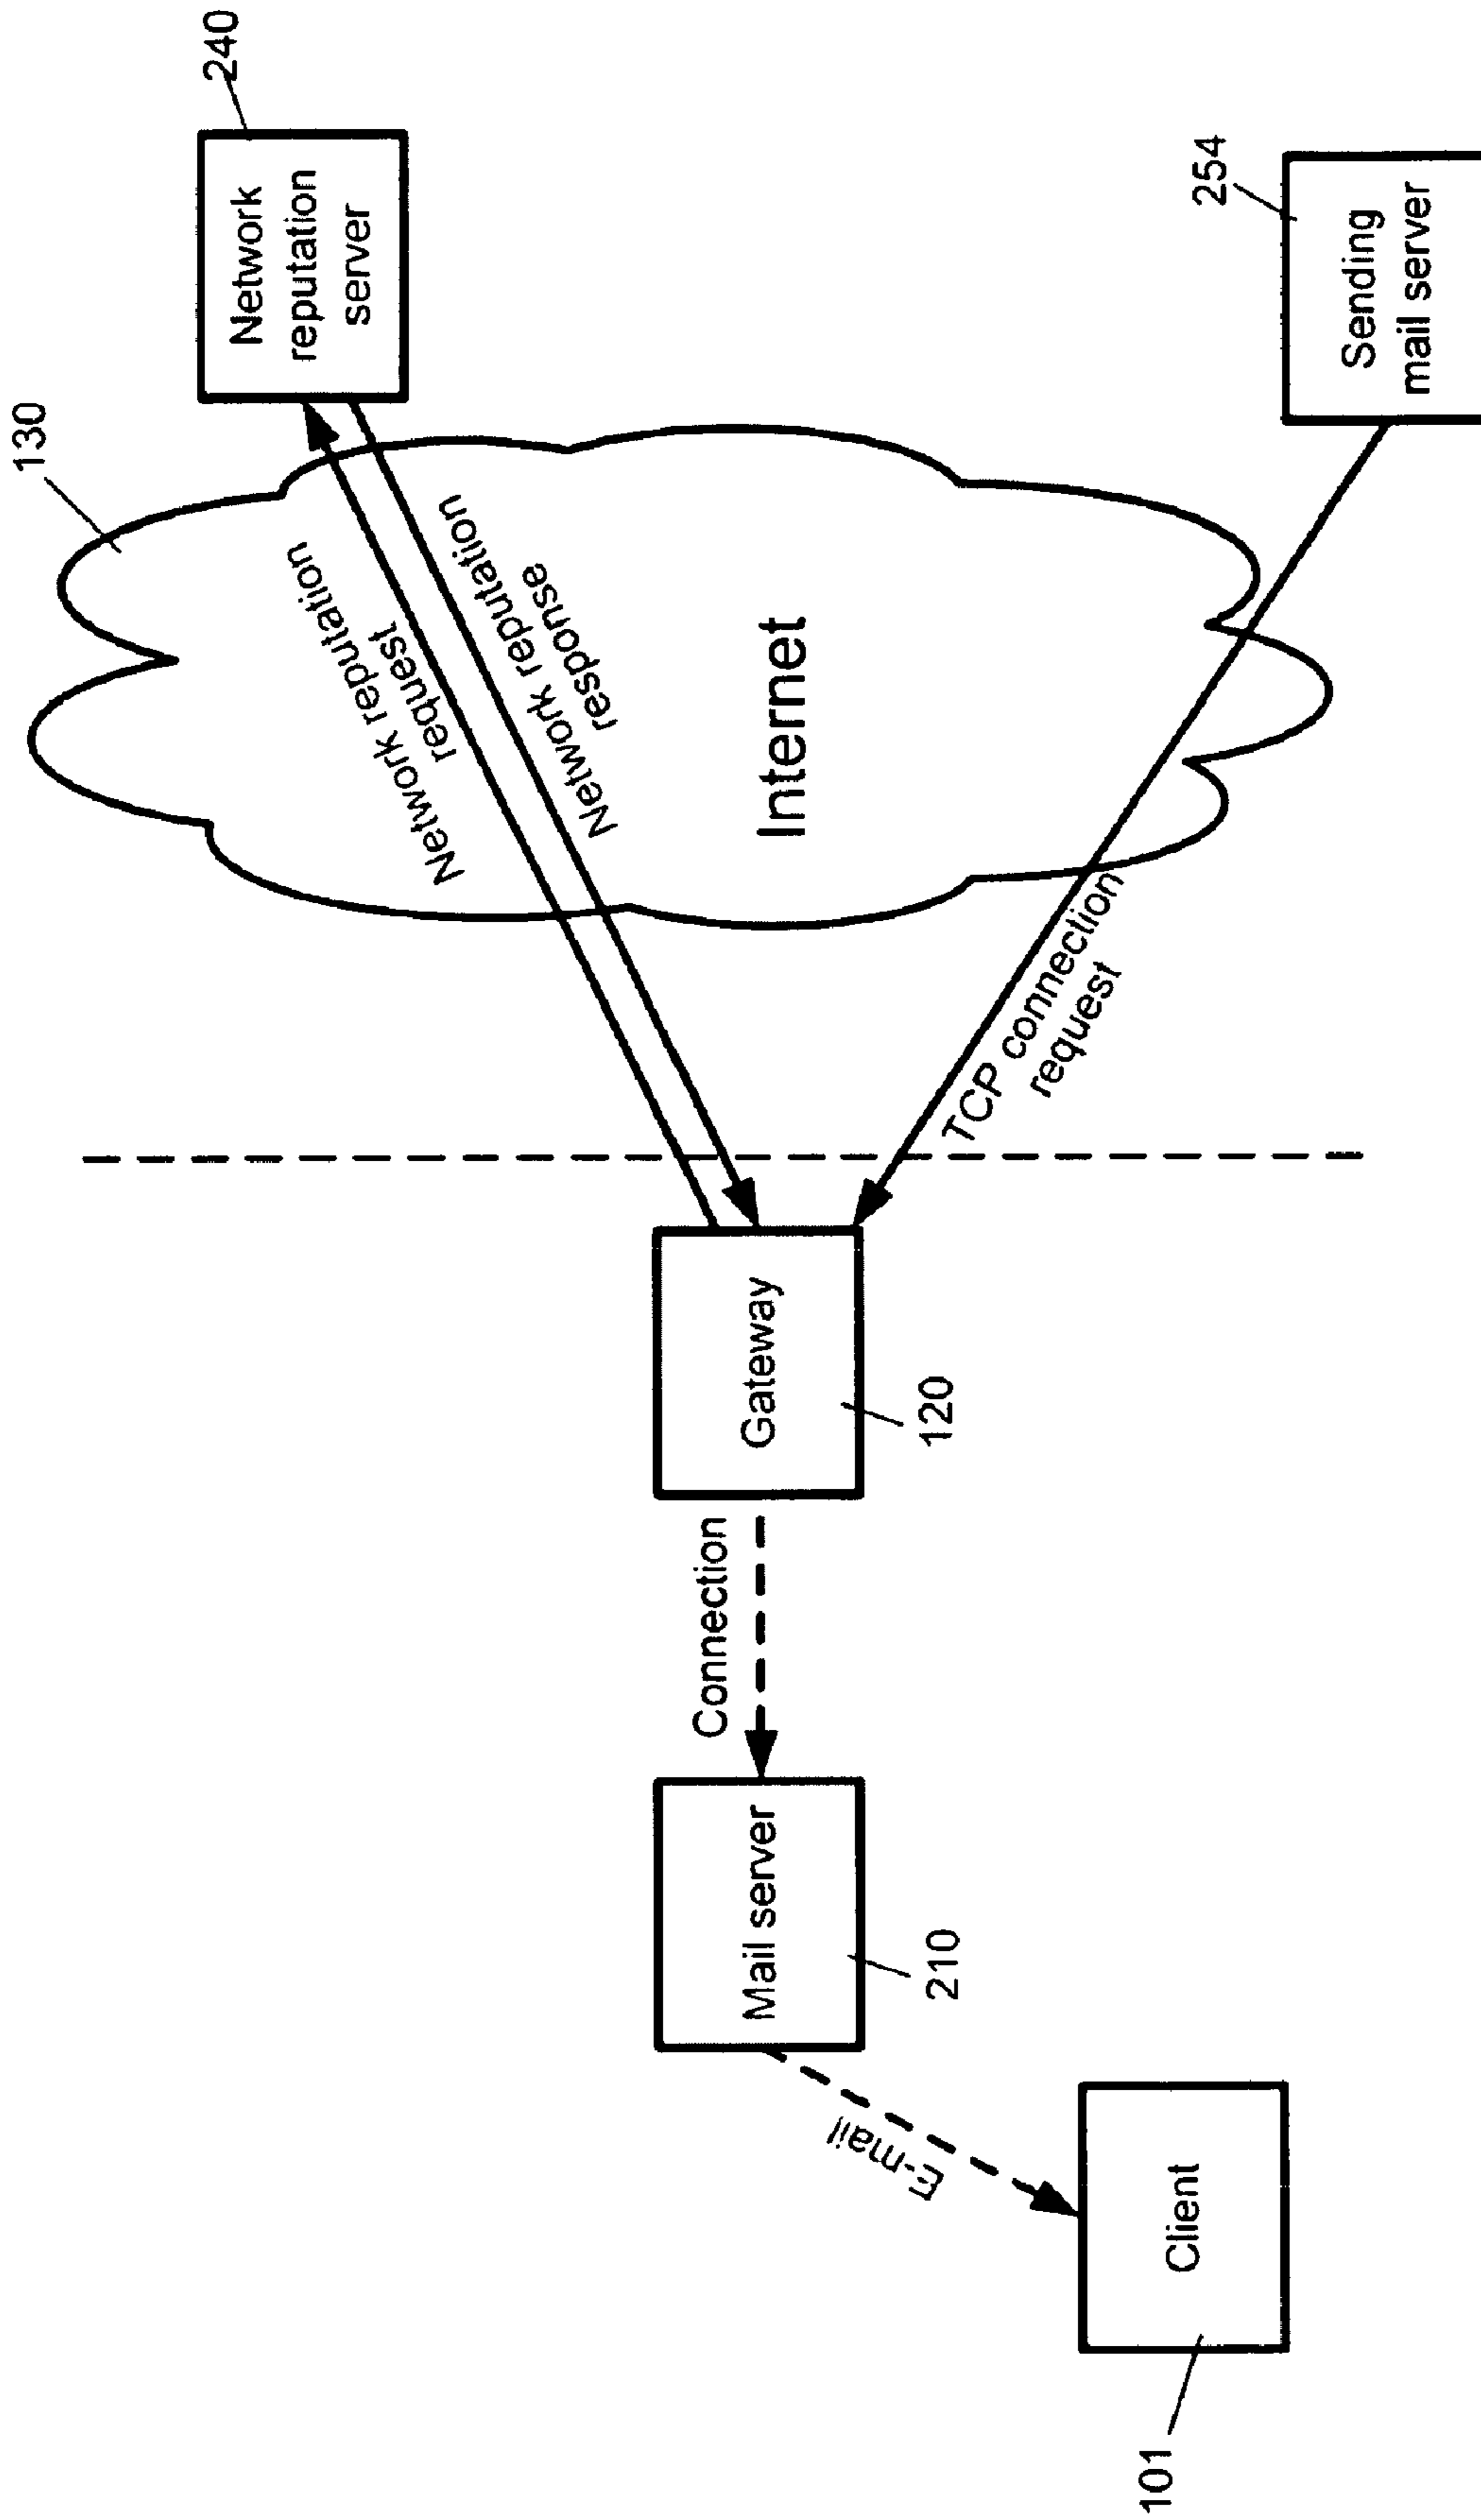 130
240
Network
reputation
server
Network reputation
request
Network reputation
response
Internet
254
Sending
mail server
TCP connection
request
Gateway
120
Connection
Mail server
210
E-mail
Client
101